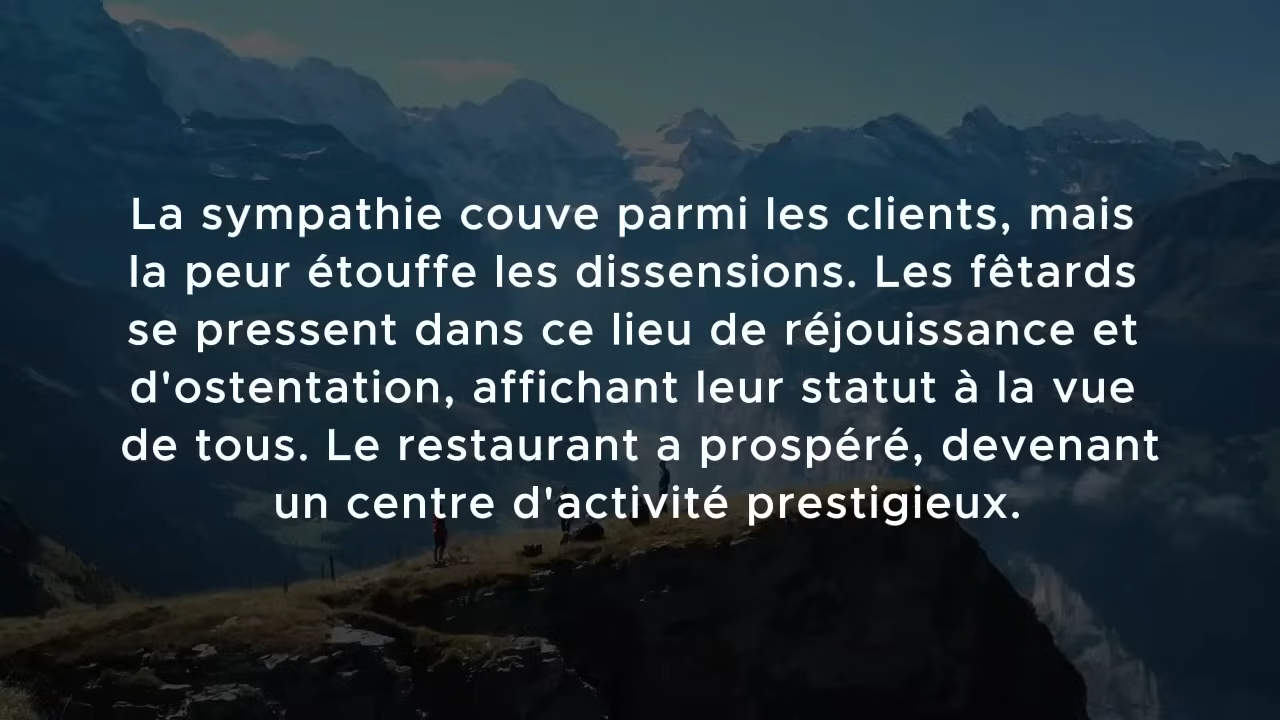 La sympathie couve parmi les clients, mais
la peur étouffe les dissensions. Les fêtards
se pressent dans ce lieu de réjouissance et
d'ostentation, affichant leur statut à la vue
de tous. Le restaurant a prospéré, devenant
un centre d'activité prestigieux.